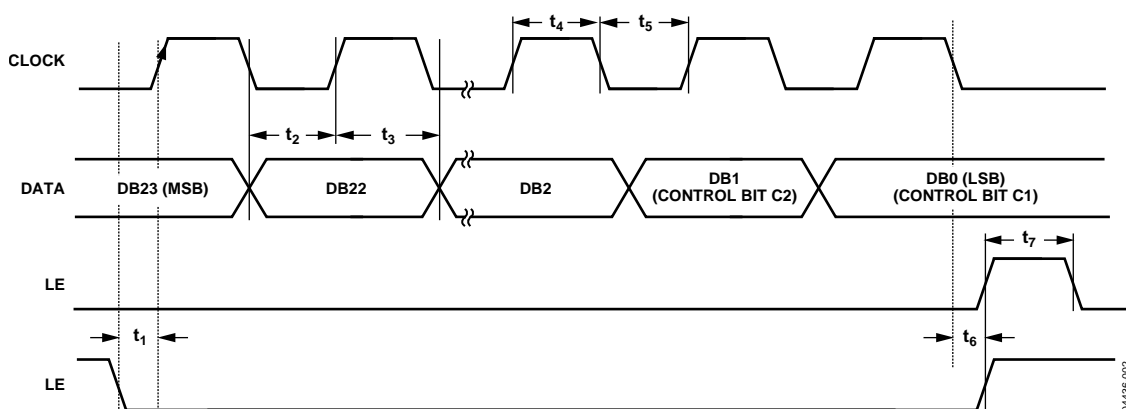 t4
t5
CLOCK
t2
t3
DATA
DB23 (MSB)
DB22
DB2
DB1
(CONTROL BIT C2)
DB0 (LSB)
(CONTROL BIT C1)
t7
LE
t1
t6
LE